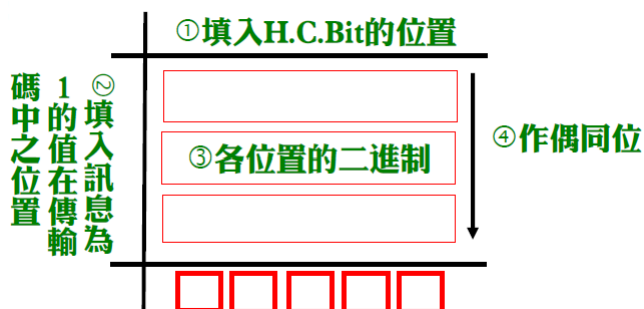 ①填入H.C.Bit的位置
②填入訊息為
1的值在傳輸
碼中之位置
③各位置的二進制
④作偶同位